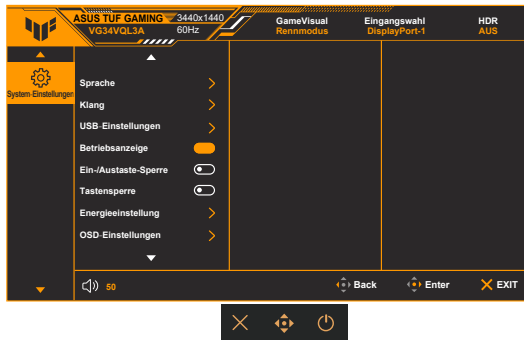 ASUS TUF GAMING 3440x1440 GameVisual Eingangswahl HDR
VG34VQL3A 60Hz Rennmodus DisplayPort-1 AUS
System-Einstellungen
Sprache
Klang
USB-Einstellungen
Betriebsanzeige
Ein-/Austaste-Sperre
Tastensperre
Energieeinstellung
OSD-Einstellungen
50 Back Enter EXIT